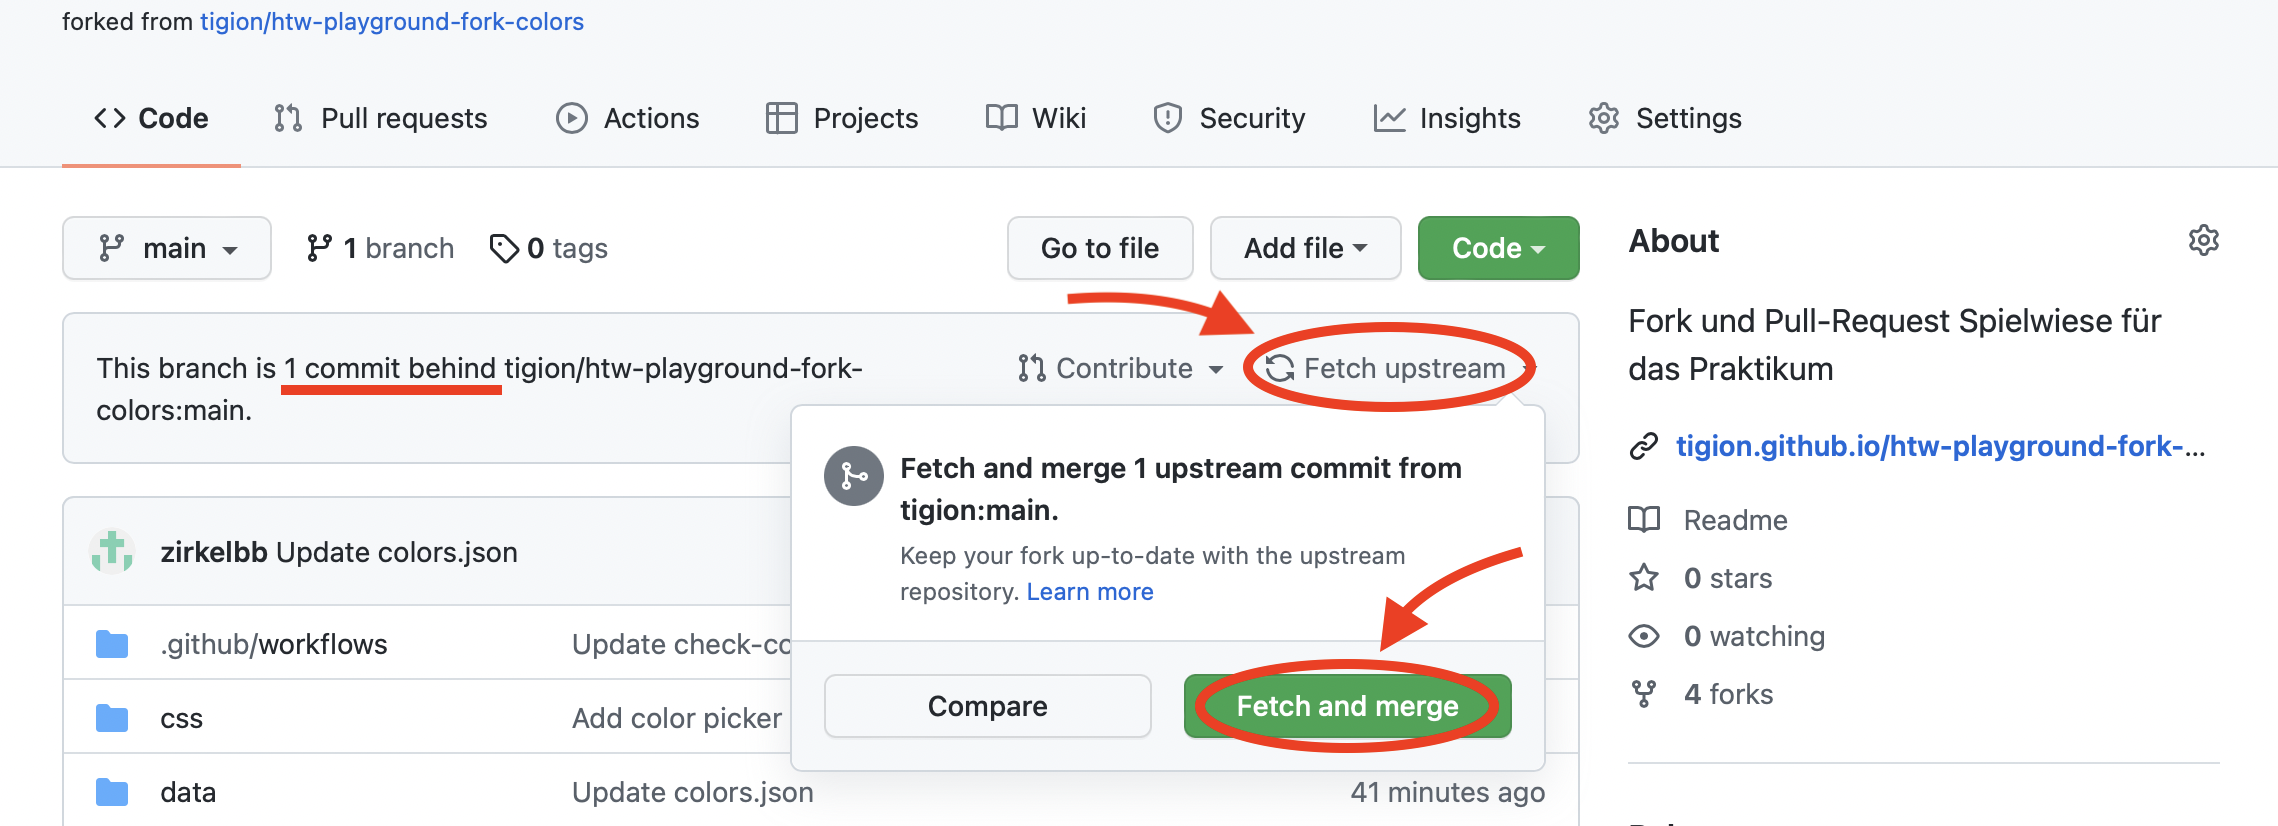 forked from tigion/htw-playground-fork-colors
Code
Pull requests
Actions
Projects
Wiki
Security
Insights
Settings
main
1 branch
0 tags
Go to file
Add file
Code
This branch is 1 commit behind tigion/htw-playground-fork-
colors:main.
Contribute
Fetch upstream
Fetch and merge 1 upstream commit from
tigion:main.
Keep your fork up-to-date with the upstream
repository. Learn more
Compare
Fetch and merge
zirkelbb Update colors.json
.github/workflows
Update check-co
css
Add color picker
data
Update colors.json
41 minutes ago
About
Fork und Pull-Request Spielwiese für
das Praktikum
tigion.github.io/htw-playground-fork-...
Readme
0 stars
0 watching
4 forks